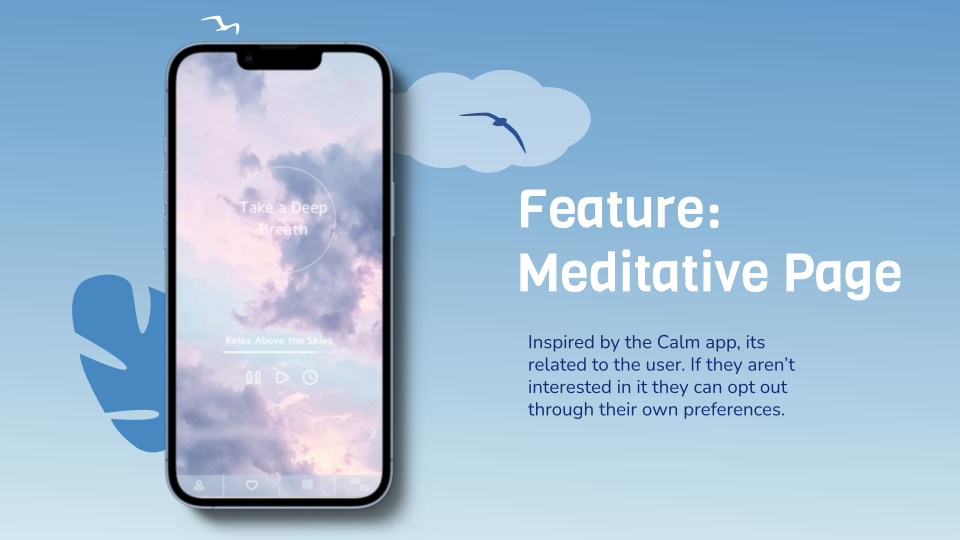 Take a Deep
Breath
Relax Above the Skies
Feature:
Meditative Page
Inspired by the Calm app, its
related to the user. If they aren’t
interested in it they can opt out
through their own preferences.